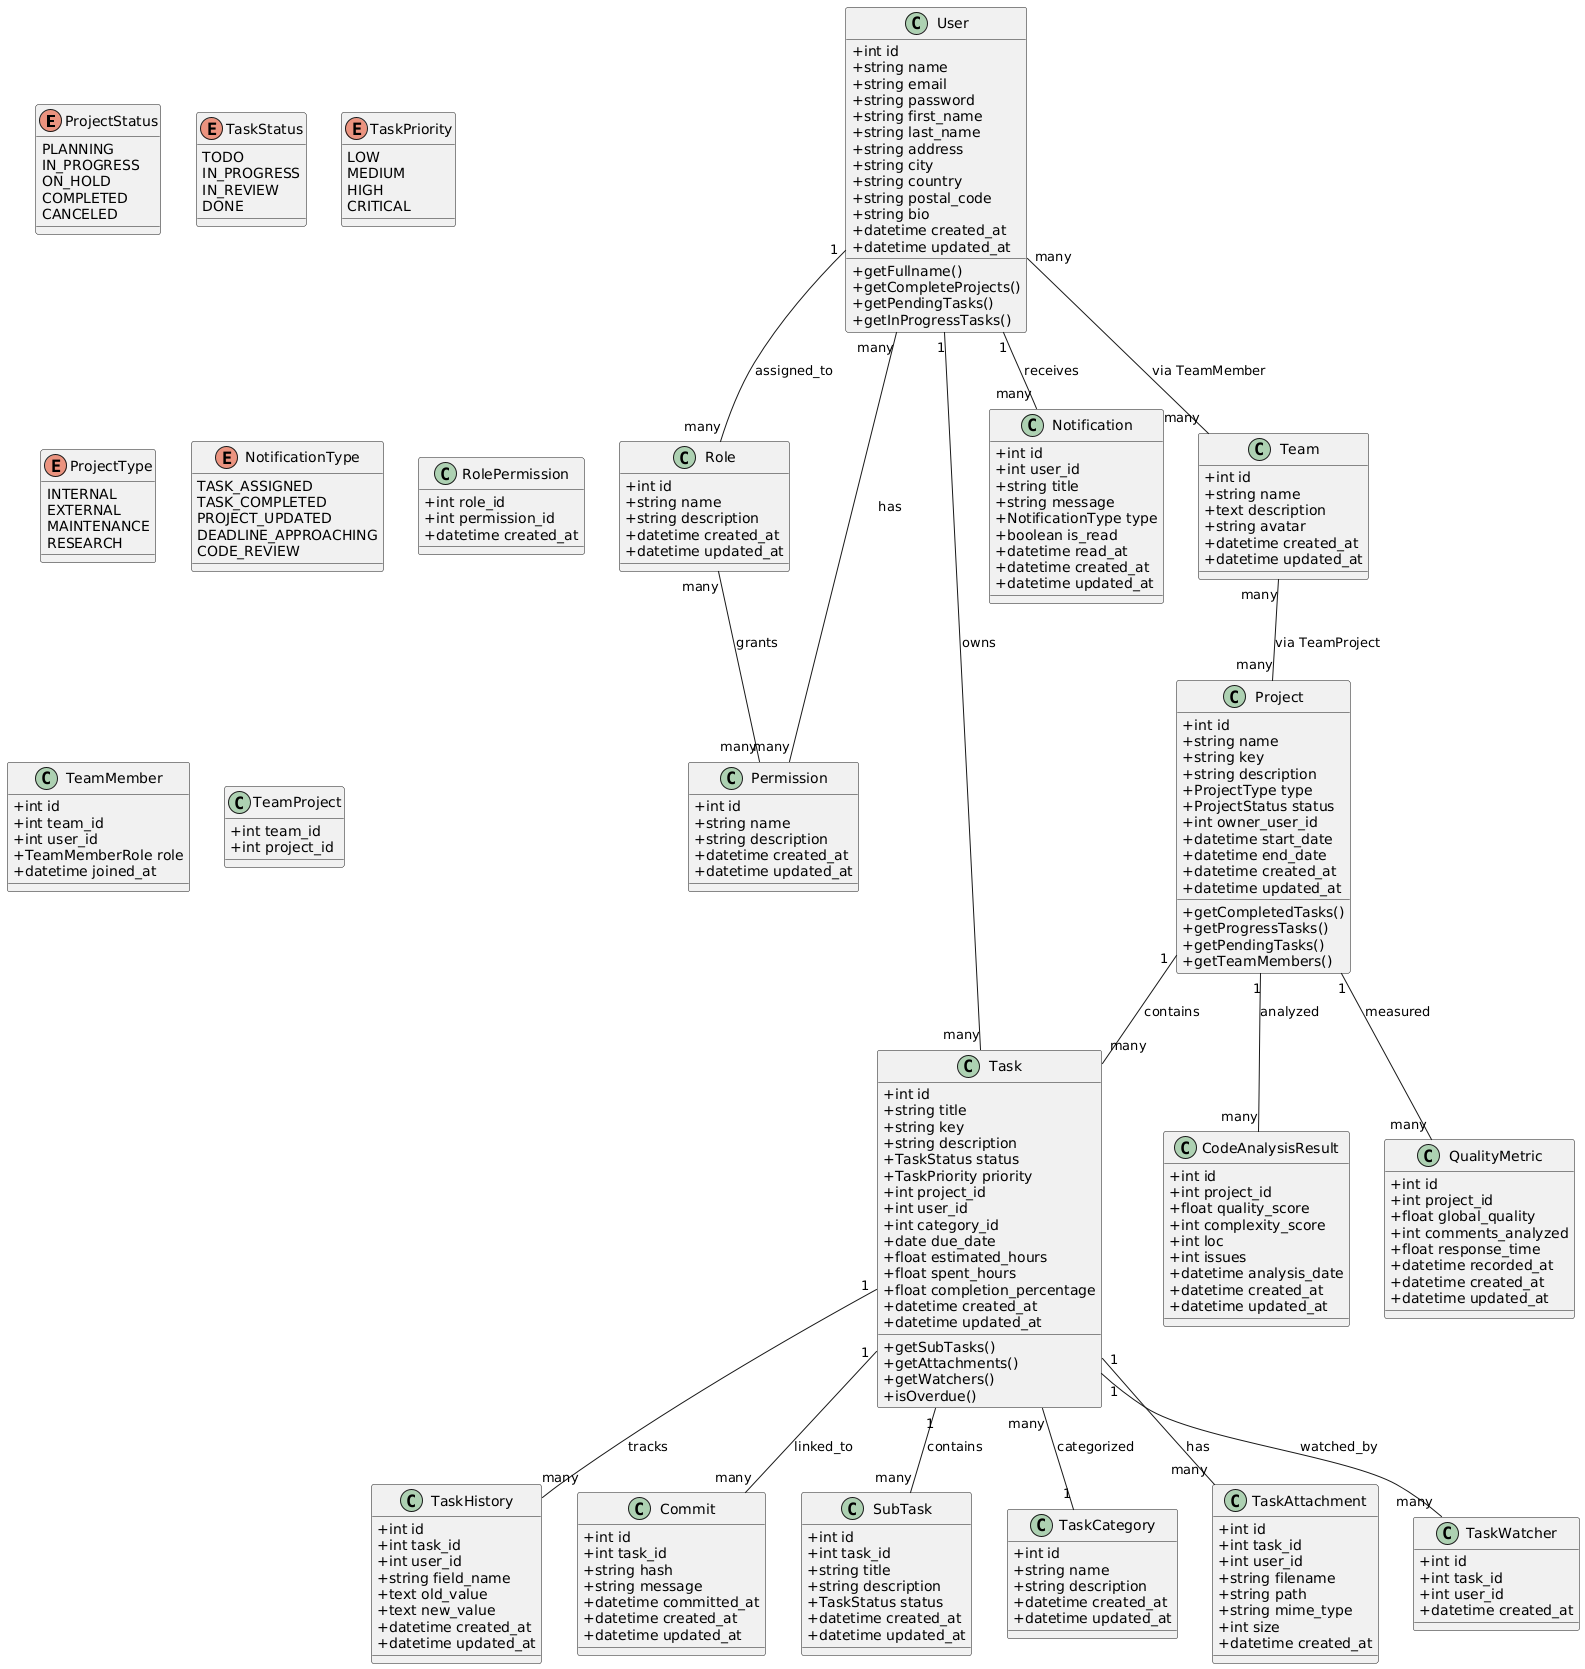 User
+int id
+string name
+string email
+string password
+string first_name
+string last_name
+string address
+string city
+string country
+string postal_code
+string bio
+datetime created_at
+datetime updated_at
+getFullname()
+getCompleteProjects()
+getPendingTasks()
+getInProgressTasks()
ProjectStatus
PLANNING
IN_PROGRESS
ON_HOLD
COMPLETED
CANCELED
TaskStatus
TODO
IN_PROGRESS
IN_REVIEW
DONE
TaskPriority
LOW
MEDIUM
HIGH
CRITICAL
1
many
many
1
1
assigned_to
receives
via TeamMember
many
many
many
ProjectType
INTERNAL
EXTERNAL
MAINTENANCE
RESEARCH
NotificationType
TASK_ASSIGNED
TASK_COMPLETED
PROJECT_UPDATED
DEADLINE_APPROACHING
CODE_REVIEW
RolePermission
+int role_id
+int permission_id
+datetime created_at
Role
+int id
+string name
+string description
+datetime created_at
+datetime updated_at
has
Notification
+int id
+int user_id
+string title
+string message
+NotificationType type
+boolean is_read
+datetime read_at
+datetime created_at
+datetime updated_at
Team
+int id
+string name
+text description
+string avatar
+datetime created_at
+datetime updated_at
many
many
grants
owns
via TeamProject
many
many
many
TeamMember
+int id
+int team_id
+int user_id
+TeamMemberRole role
+datetime joined_at
TeamProject
+int team_id
+int project_id
Permission
+int id
+string name
+string description
+datetime created_at
+datetime updated_at
Project
+int id
+string name
+string key
+string description
+ProjectType type
+ProjectStatus status
+int owner_user_id
+datetime start_date
+datetime end_date
+datetime created_at
+datetime updated_at
+getCompletedTasks()
+getProgressTasks()
+getPendingTasks()
+getTeamMembers()
1
1
1
contains
analyzed
measured
many
many
many
many
Task
+int id
+string title
+string key
+string description
+TaskStatus status
+TaskPriority priority
+int project_id
+int user_id
+int category_id
+date due_date
+float estimated_hours
+float spent_hours
+float completion_percentage
+datetime created_at
+datetime updated_at
+getSubTasks()
+getAttachments()
+getWatchers()
+isOverdue()
CodeAnalysisResult
+int id
+int project_id
+float quality_score
+int complexity_score
+int loc
+int issues
+datetime analysis_date
+datetime created_at
+datetime updated_at
QualityMetric
+int id
+int project_id
+float global_quality
+int comments_analyzed
+float response_time
+datetime recorded_at
+datetime created_at
+datetime updated_at
1
1
1
1
1
many
tracks
linked_to
contains
categorized
has
watched_by
many
many
many
1
many
many
TaskHistory
+int id
+int task_id
+int user_id
+string field_name
+text old_value
+text new_value
+datetime created_at
+datetime updated_at
Commit
+int id
+int task_id
+string hash
+string message
+datetime committed_at
+datetime created_at
+datetime updated_at
SubTask
+int id
+int task_id
+string title
+string description
+TaskStatus status
+datetime created_at
+datetime updated_at
TaskCategory
+int id
+string name
+string description
+datetime created_at
+datetime updated_at
TaskAttachment
+int id
+int task_id
+int user_id
+string filename
+string path
+string mime_type
+int size
+datetime created_at
TaskWatcher
+int id
+int task_id
+int user_id
+datetime created_at